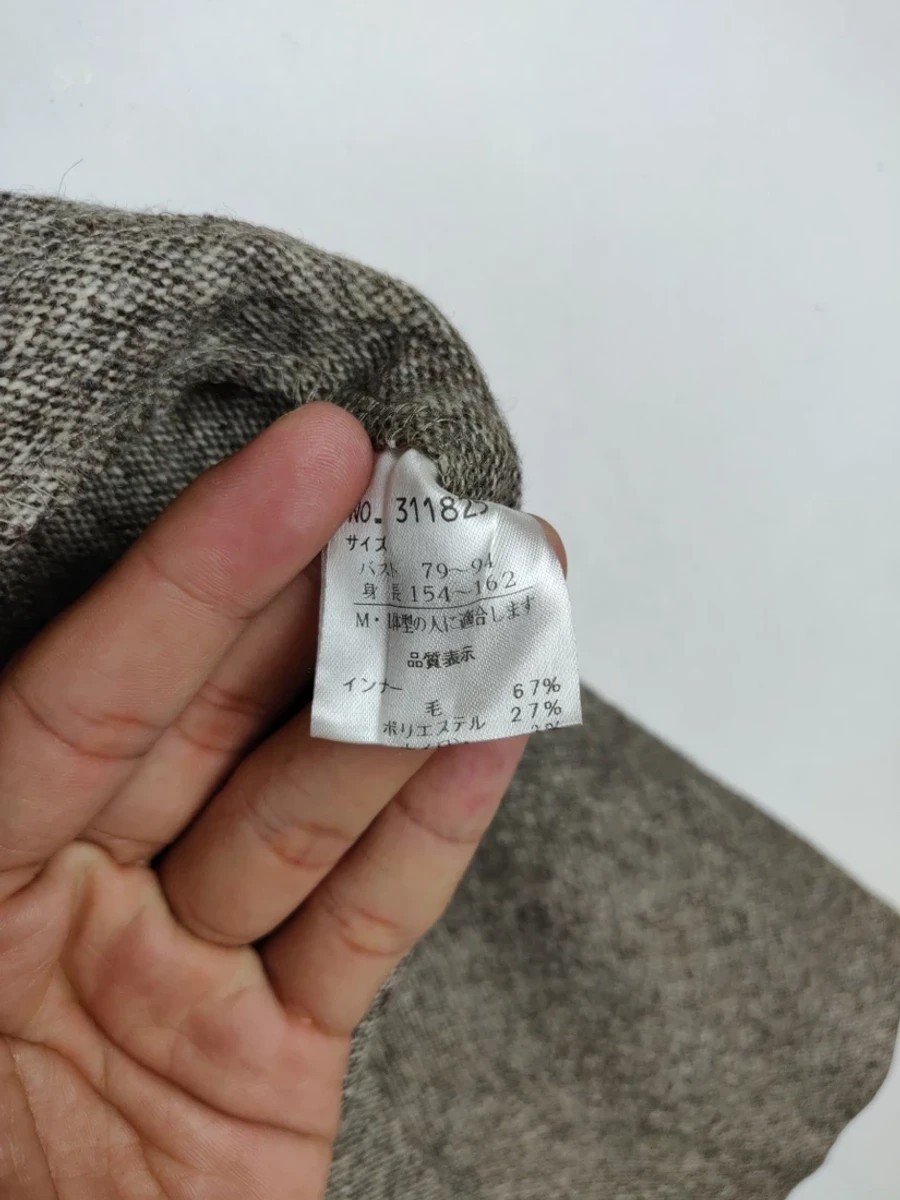 NO. 31182
サイズ
バスト 79～94
身長 154～162
M・L体型の人に適合します
品質表示
インナー
毛 67%
ポリエステル 27%